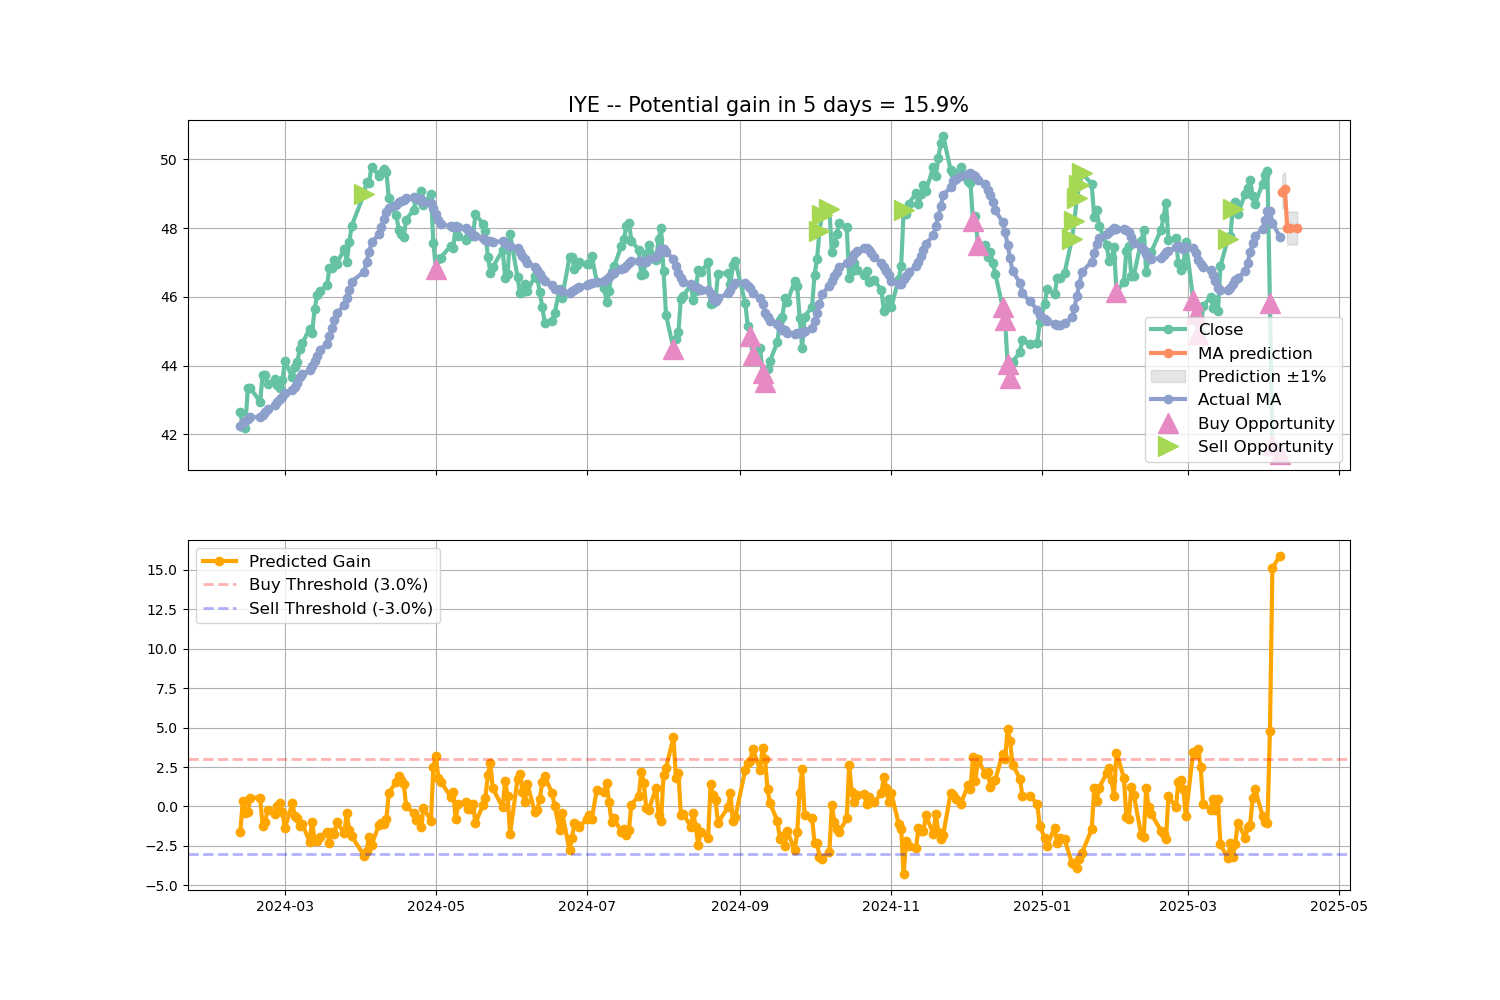 IYE -- Potential gain in 5 days = 15.9%
50
48
46
44
42
Close
MA prediction
Prediction ±1%
Actual MA
Buy Opportunity
Sell Opportunity
Predicted Gain
Buy Threshold (3.0%)
Sell Threshold (-3.0%)
15.0
12.5
10.0
7.5
5.0
2.5
0.0
−2.5
−5.0
2024-03
2024-05
2024-07
2024-09
2024-11
2025-01
2025-03
2025-05